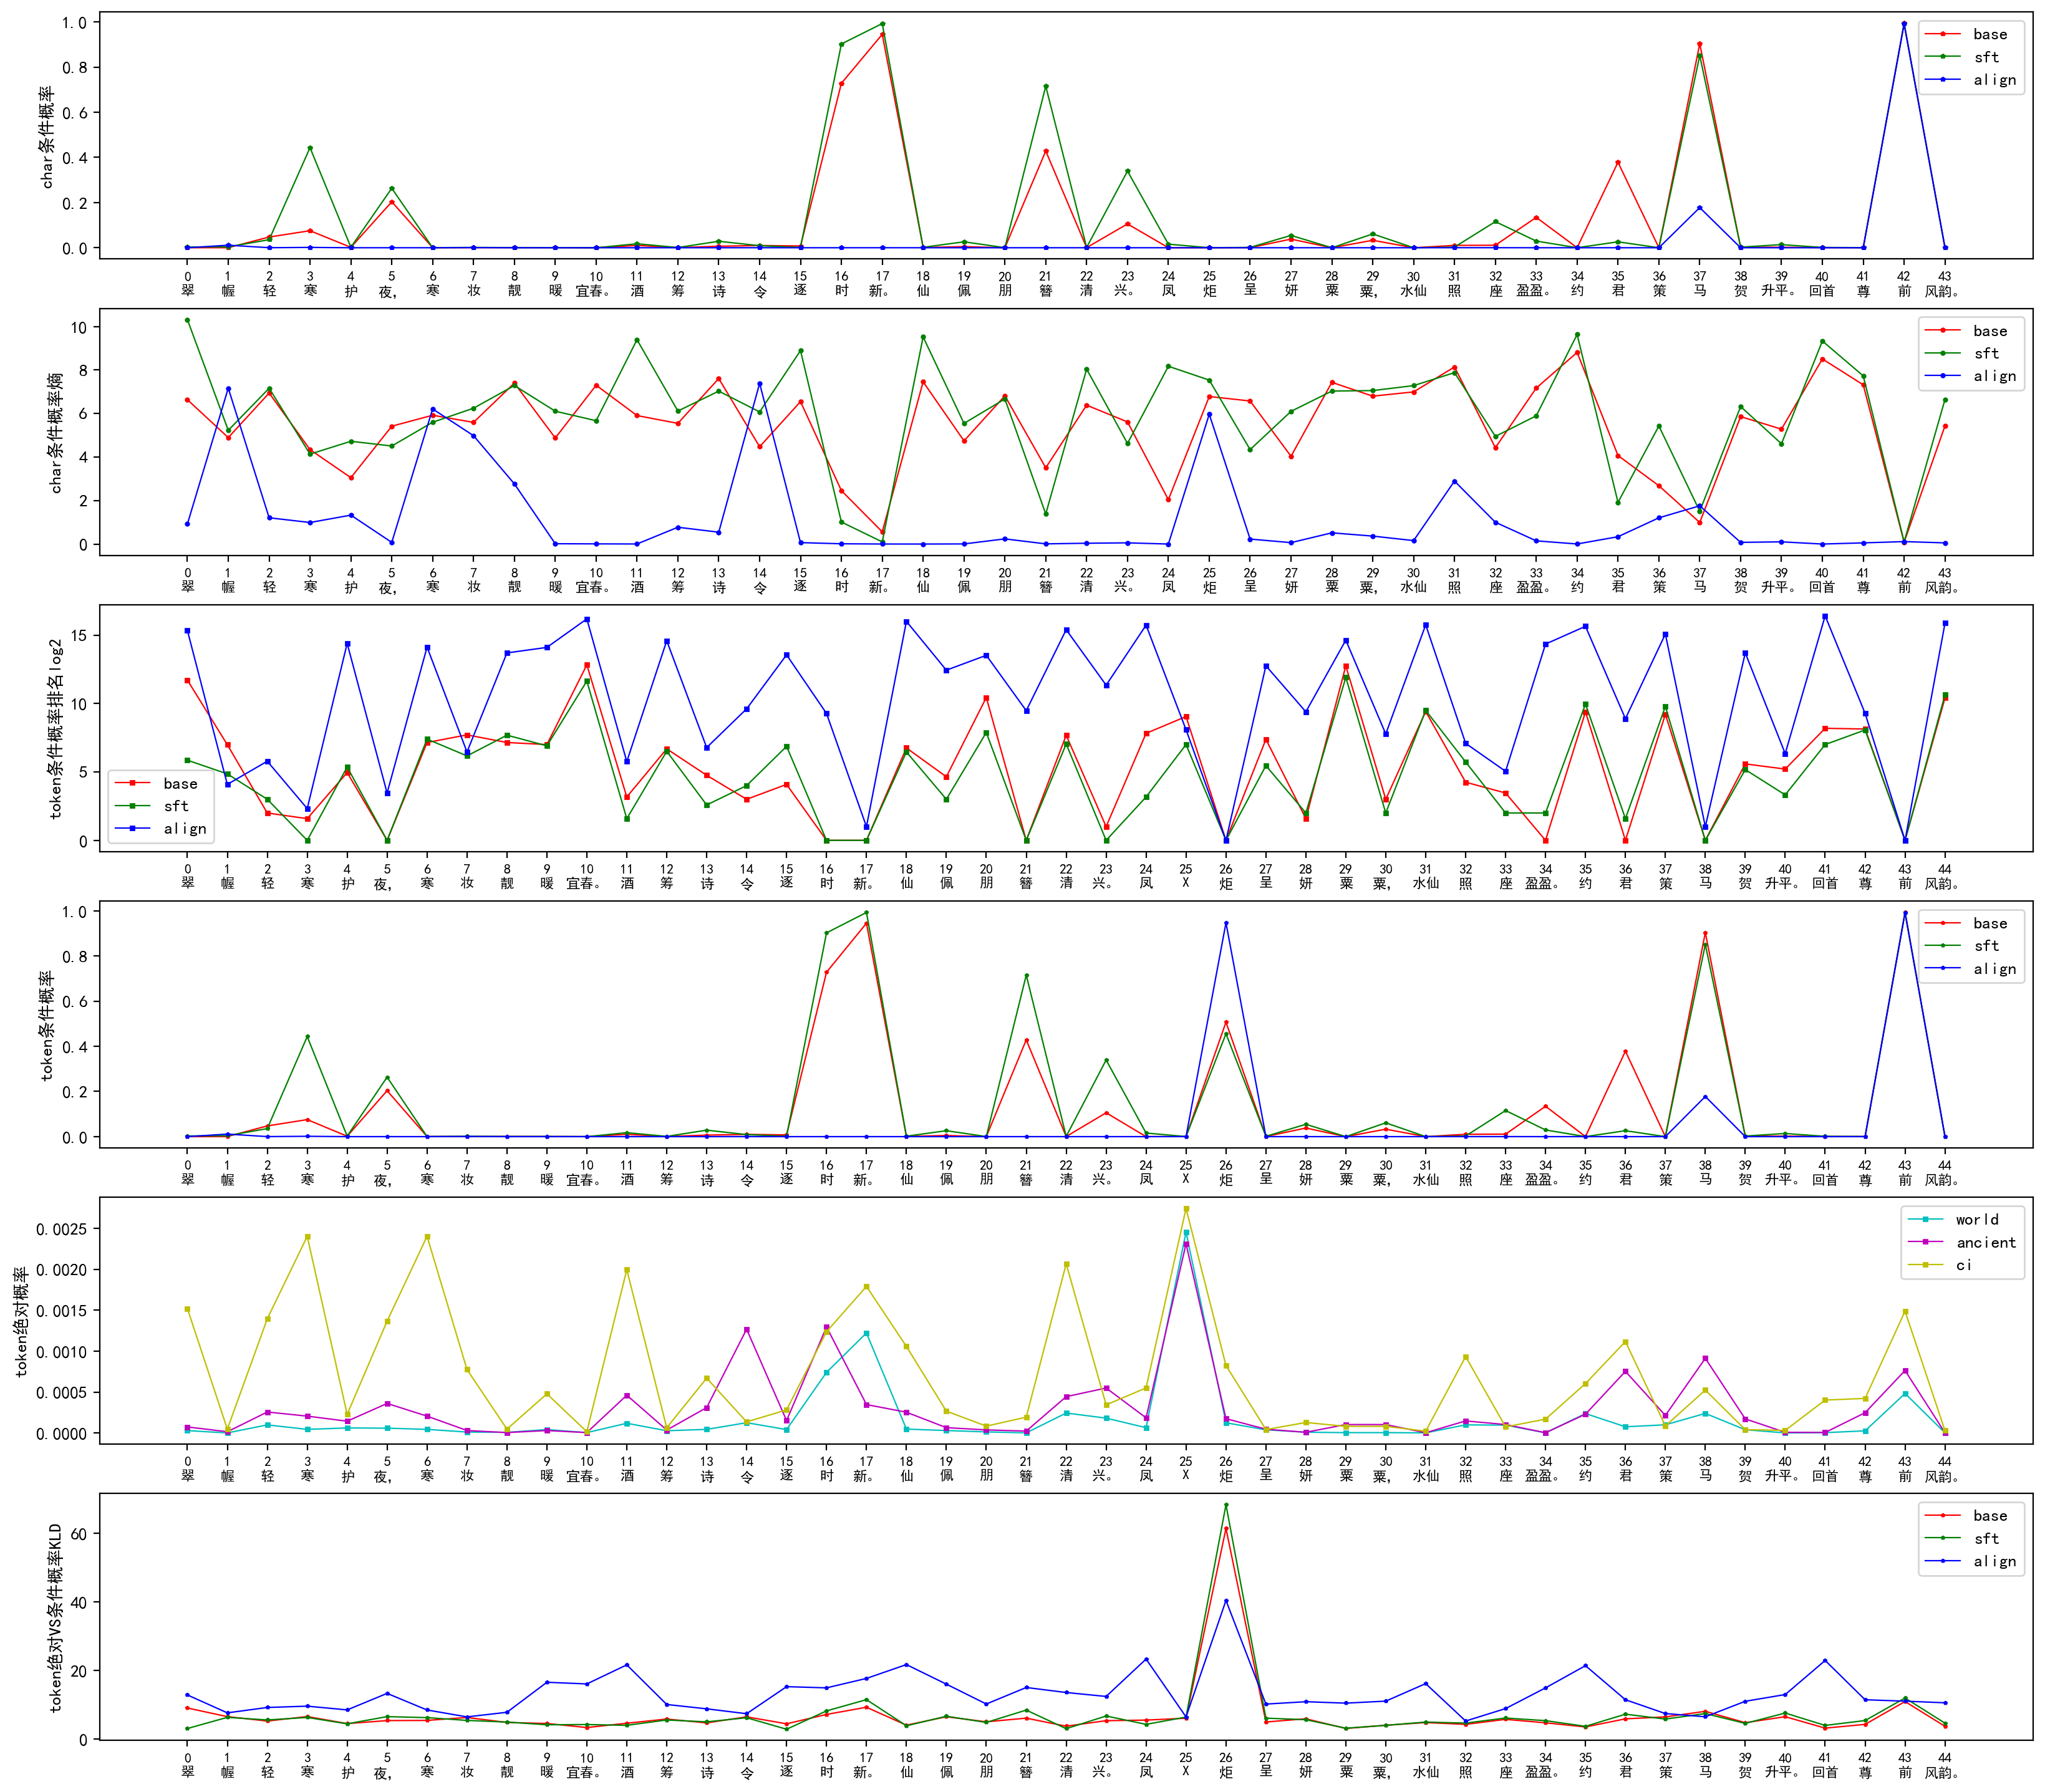 char条件概率
1.0
0.8
0.6
0.4
0.2
0.0
base
sft
align
0 1 2 3 4 5 6 7 8 9 10 11 12 13 14 15 16 17 18 19 20 21 22 23 24 25 26 27 28 29 30 31 32 33 34 35 36 37 38 39 40 41 42 43
翠 幄 轻 寒 护 夜, 寒 妆 靓 暖 宜春。 酒 筹 诗 令 逐 时 新。 仙 佩 朋 簪 清 兴。 凤 炬 呈 妍 粟 粟, 水仙 照 座 盈盈。 约 君 策 马 贺 升平。 回首 尊 前 风韵。
char条件概率熵
10
8
6
4
2
0
base
sft
align
0 1 2 3 4 5 6 7 8 9 10 11 12 13 14 15 16 17 18 19 20 21 22 23 24 25 26 27 28 29 30 31 32 33 34 35 36 37 38 39 40 41 42 43
翠 幄 轻 寒 护 夜, 寒 妆 靓 暖 宜春。 酒 筹 诗 令 逐 时 新。 仙 佩 朋 簪 清 兴。 凤 炬 呈 妍 粟 粟, 水仙 照 座 盈盈。 约 君 策 马 贺 升平。 回首 尊 前 风韵。
token条件概率排名log2
15
10
5
0
base
sft
align
0 1 2 3 4 5 6 7 8 9 10 11 12 13 14 15 16 17 18 19 20 21 22 23 24 25 26 27 28 29 30 31 32 33 34 35 36 37 38 39 40 41 42 43 44
翠 幄 轻 寒 护 夜, 寒 妆 靓 暖 宜春。 酒 筹 诗 令 逐 时 新。 仙 佩 朋 簪 清 兴。 凤 X 炬 呈 妍 粟 粟, 水仙 照 座 盈盈。 约 君 策 马 贺 升平。 回首 尊 前 风韵。
token条件概率
1.0
0.8
0.6
0.4
0.2
0.0
base
sft
align
0 1 2 3 4 5 6 7 8 9 10 11 12 13 14 15 16 17 18 19 20 21 22 23 24 25 26 27 28 29 30 31 32 33 34 35 36 37 38 39 40 41 42 43 44
翠 幄 轻 寒 护 夜, 寒 妆 靓 暖 宜春。 酒 筹 诗 令 逐 时 新。 仙 佩 朋 簪 清 兴。 凤 X 炬 呈 妍 粟 粟, 水仙 照 座 盈盈。 约 君 策 马 贺 升平。 回首 尊 前 风韵。
token绝对概率
0.0025
0.0020
0.0015
0.0010
0.0005
0.0000
world
ancient
ci
0 1 2 3 4 5 6 7 8 9 10 11 12 13 14 15 16 17 18 19 20 21 22 23 24 25 26 27 28 29 30 31 32 33 34 35 36 37 38 39 40 41 42 43 44
翠 幄 轻 寒 护 夜, 寒 妆 靓 暖 宜春。 酒 筹 诗 令 逐 时 新。 仙 佩 朋 簪 清 兴。 凤 X 炬 呈 妍 粟 粟, 水仙 照 座 盈盈。 约 君 策 马 贺 升平。 回首 尊 前 风韵。
token绝对VS条件概率KLD
60
40
20
0
base
sft
align
0 1 2 3 4 5 6 7 8 9 10 11 12 13 14 15 16 17 18 19 20 21 22 23 24 25 26 27 28 29 30 31 32 33 34 35 36 37 38 39 40 41 42 43 44
翠 幄 轻 寒 护 夜, 寒 妆 靓 暖 宜春。 酒 筹 诗 令 逐 时 新。 仙 佩 朋 簪 清 兴。 凤 X 炬 呈 妍 粟 粟, 水仙 照 座 盈盈。 约 君 策 马 贺 升平。 回首 尊 前 风韵。